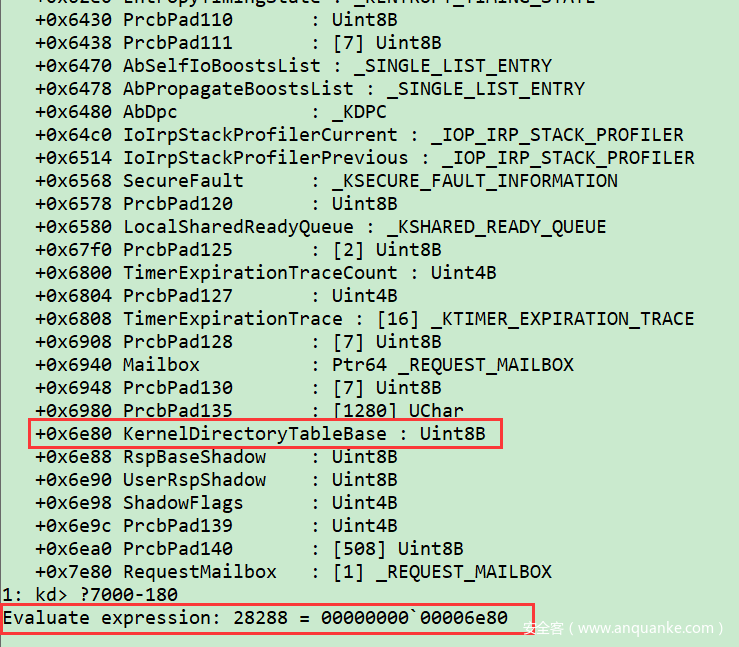 +0x6430 PrcbPad110 : Uint8B
+0x6438 PrcbPad111 : [7] Uint8B
+0x6470 AbSelfIoBoostsList : _SINGLE_LIST_ENTRY
+0x6478 AbPropagateBoostsList : _SINGLE_LIST_ENTRY
+0x6480 AbDpc : _KDPC
+0x64c0 IoIrpStackProfilerCurrent : _IOP_IRP_STACK_PROFILER
+0x6514 IoIrpStackProfilerPrevious : _IOP_IRP_STACK_PROFILER
+0x6568 SecureFault : _KSECURE_FAULT_INFORMATION
+0x6578 PrcbPad120 : Uint8B
+0x6580 LocalSharedReadyQueue : _KSHARED_READY_QUEUE
+0x67f0 PrcbPad125 : [2] Uint8B
+0x6800 TimerExpirationTraceCount : Uint4B
+0x6804 PrcbPad127 : Uint4B
+0x6808 TimerExpirationTrace : [16] _KTIMER_EXPIRATION_TRACE
+0x6908 PrcbPad128 : [7] Uint8B
+0x6940 Mailbox : Ptr64 _REQUEST_MAILBOX
+0x6948 PrcbPad130 : [7] Uint8B
+0x6980 PrcbPad135 : [1280] UChar
+0x6e80 KernelDirectoryTableBase : Uint8B
+0x6e88 RspBaseShadow : Uint8B
+0x6e90 UserRspShadow : Uint8B
+0x6e98 ShadowFlags : Uint4B
+0x6e9c PrcbPad139 : Uint4B
+0x6ea0 PrcbPad140 : [508] Uint8B
+0x7e80 RequestMailbox : [1] _REQUEST_MAILBOX
1: kd> ?7000-180
Evaluate expression: 28288 = 00000000`00006e80
安全客 ( www.anquanke.com )